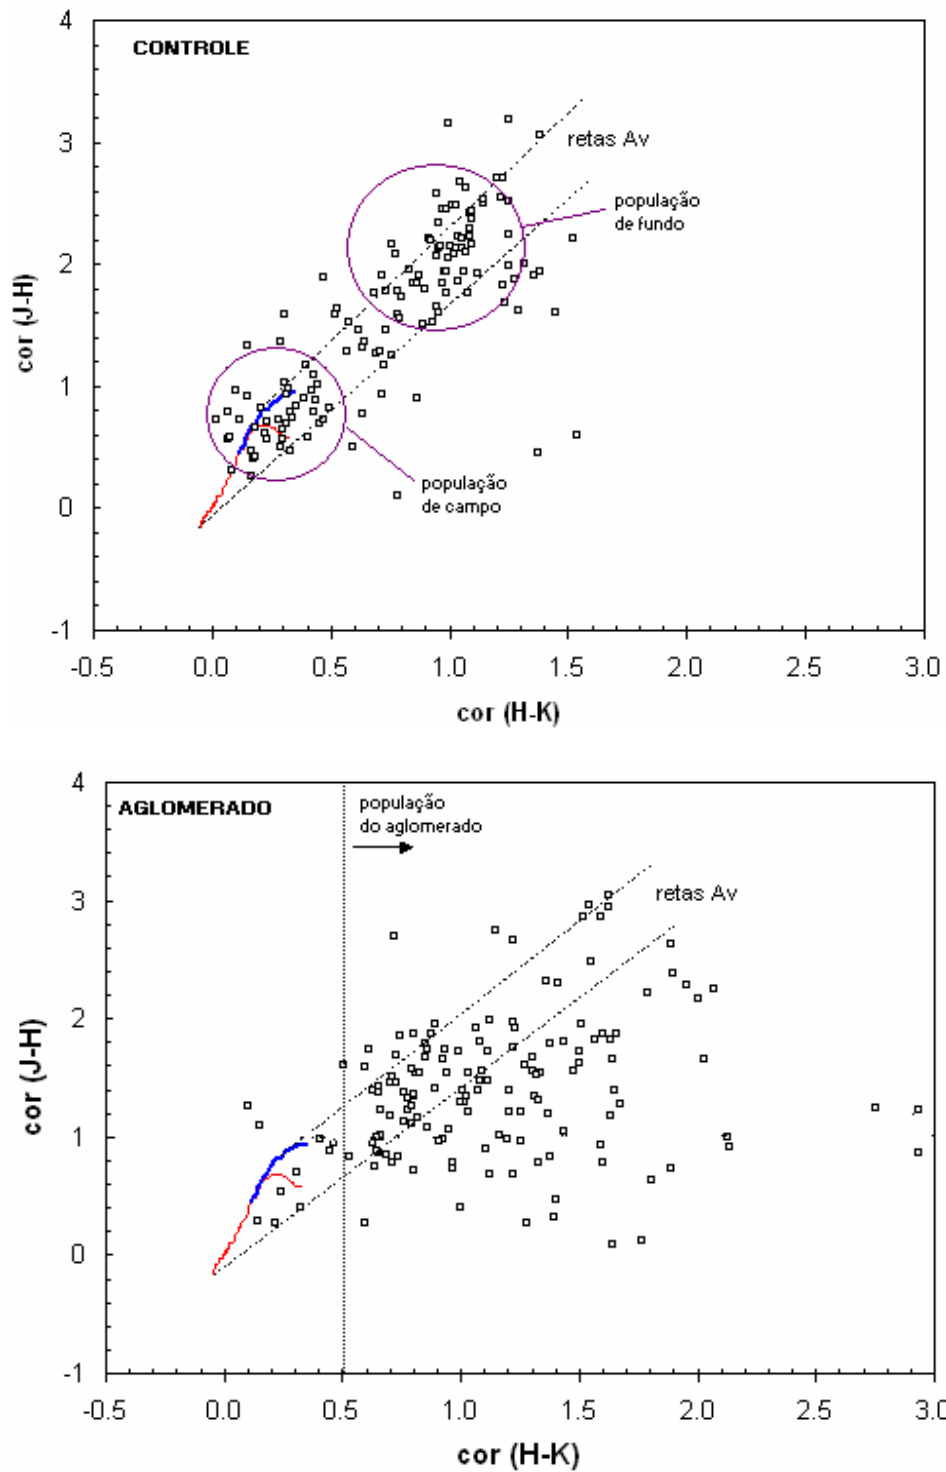 4
CONTROLE
3
retas Av
população
de fundo
2
cor (J-H)
1
população
de campo
0
-1
-0.5
0.0
0.5
1.0
1.5
2.0
2.5
3.0
cor (H-K)
4
AGLOMERADO
população
do aglomerado
3
retas Av
2
cor (J-H)
1
0
-1
-0.5
0.0
0.5
1.0
1.5
2.0
2.5
3.0
cor (H-K)